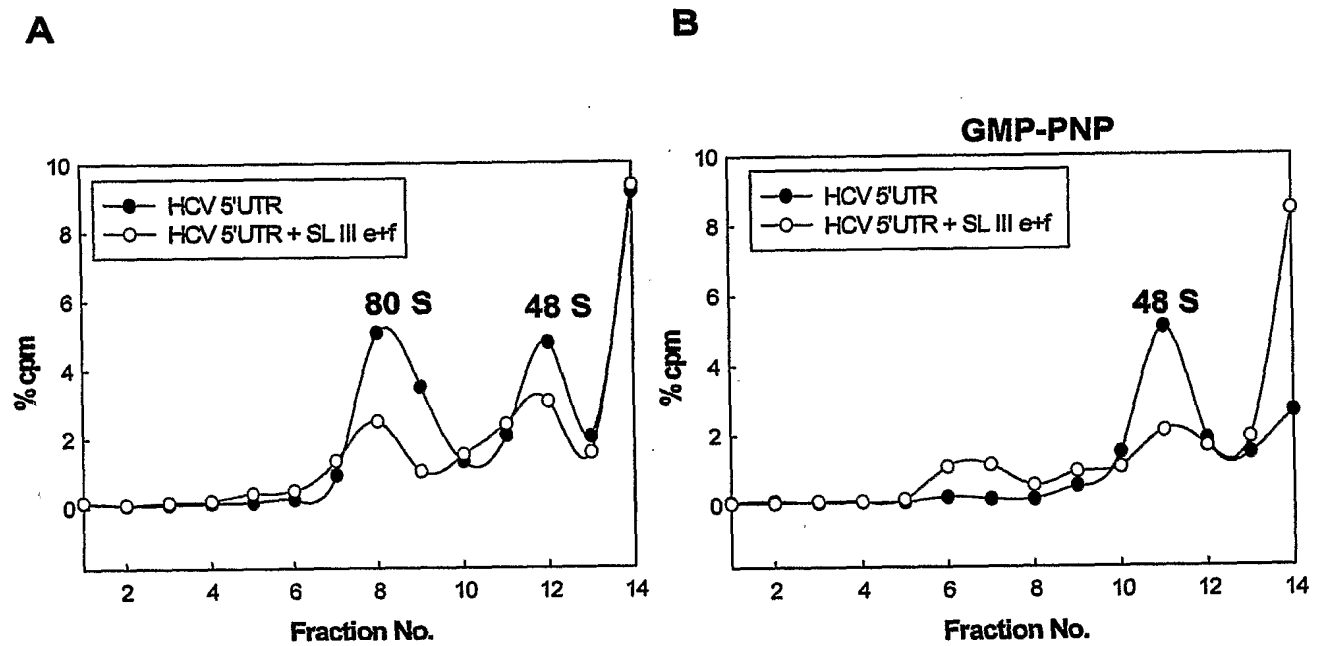 A
HCV 5'UTR
HCV 5'UTR + SL III e+f
80 S
48 S
10
8
6
4
2
0
% cpm
2
4
6
8
10
12
14
Fraction No.
B
GMP-PNP
HCV 5'UTR
HCV 5'UTR + SL III e+f
48 S
10
8
6
4
2
0
% cpm
2
4
6
8
10
12
14
Fraction No.